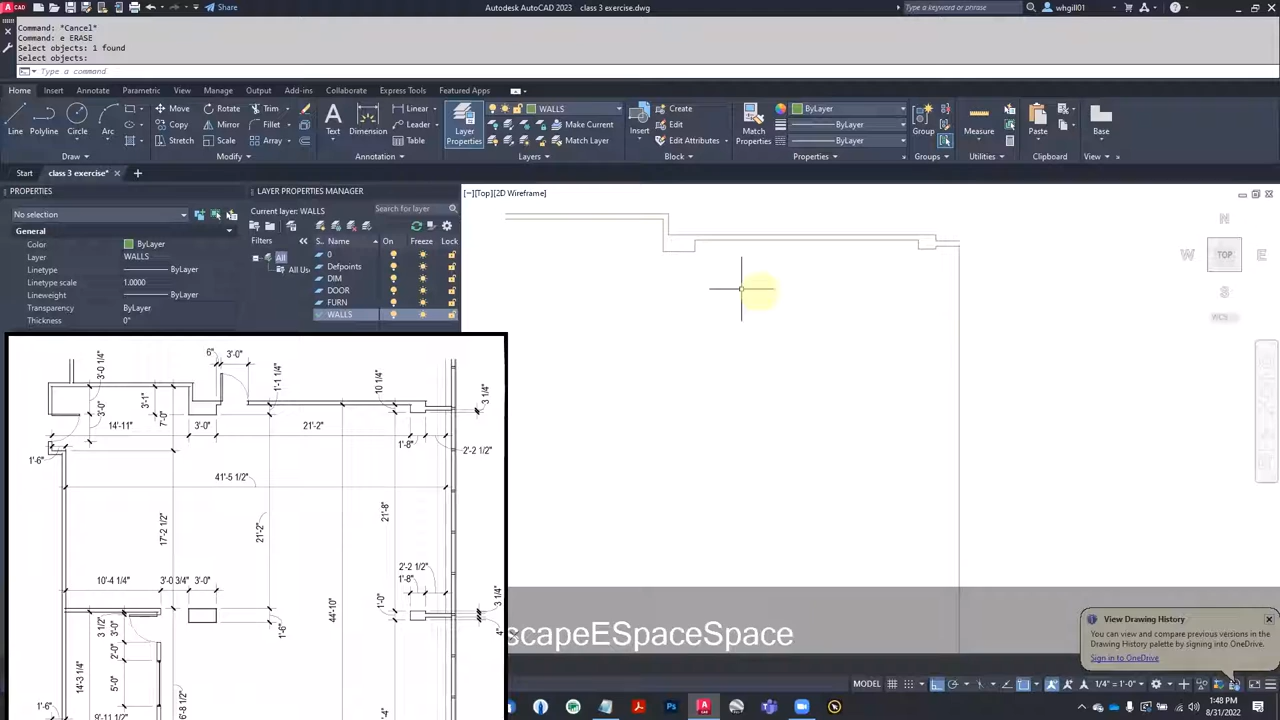 Share
Autodesk AutoCAD 2023 class 3 exercise.dwg
Type a keyword or phrase
whgill01
Command: *Cancel*
Command: e ERASE
Select objects: 1 found
Select objects:
Type a command
Home Insert Annotate Parametric View Manage Output Add-ins Collaborate Express Tools Featured Apps
Line Polyline Circle Arc
Move Rotate Trim
Copy Mirror Fillet
Stretch Scale Array
Text Dimension
Linear
Leader
Table
Layer Properties
WALLS
Make Current
Match Layer
Insert
Create
Edit
Edit Attributes
Match Properties
ByLayer
ByLayer
ByLayer
Group
Measure
Paste
Base
Draw Modify Annotation Layers Block Properties Groups Utilities Clipboard View
Start class 3 exercise*
PROPERTIES
No selection
General
Color ByLayer
Layer WALLS
Linetype ByLayer
Linetype scale 1.0000
Lineweight ByLayer
Transparency ByLayer
Thickness 0"
LAYER PROPERTIES MANAGER
Current layer: WALLS
Search for layer
Filters
All
All Us
S.. Name On Freeze Lock
0
Defpoints
DIM
DOOR
FURN
WALLS
[−][Top][2D Wireframe]
N
W TOP E
S
WCS
6" 3'-0"
3'-0 1/4"
1'-1 1/4"
10 1/4"
3 1/4"
3'-0"
3'-1"
7'-0"
14'-11" 3'-0" 21'-2"
1'-8"
2'-2 1/2"
1'-6"
41'-5 1/2"
17'-2 1/2"
21'-2"
21'-8"
2'-2 1/2"
10'-4 1/4" 3'-0 3/4" 3'-0" 1'-8"
44'-10"
1'-0"
3 1/4"
4"
3 1/2"
3'-0"
1'-6"
2'-0"
14'-3 1/4"
5'-0"
1'-6"
9'-11 1/2"
scapeESpaceSpace
View Drawing History
You can view and compare previous versions in the
Drawing History palette by signing into OneDrive.
Sign in to OneDrive
MODEL
1/4" = 1'-0"
1:48 PM
8/31/2022